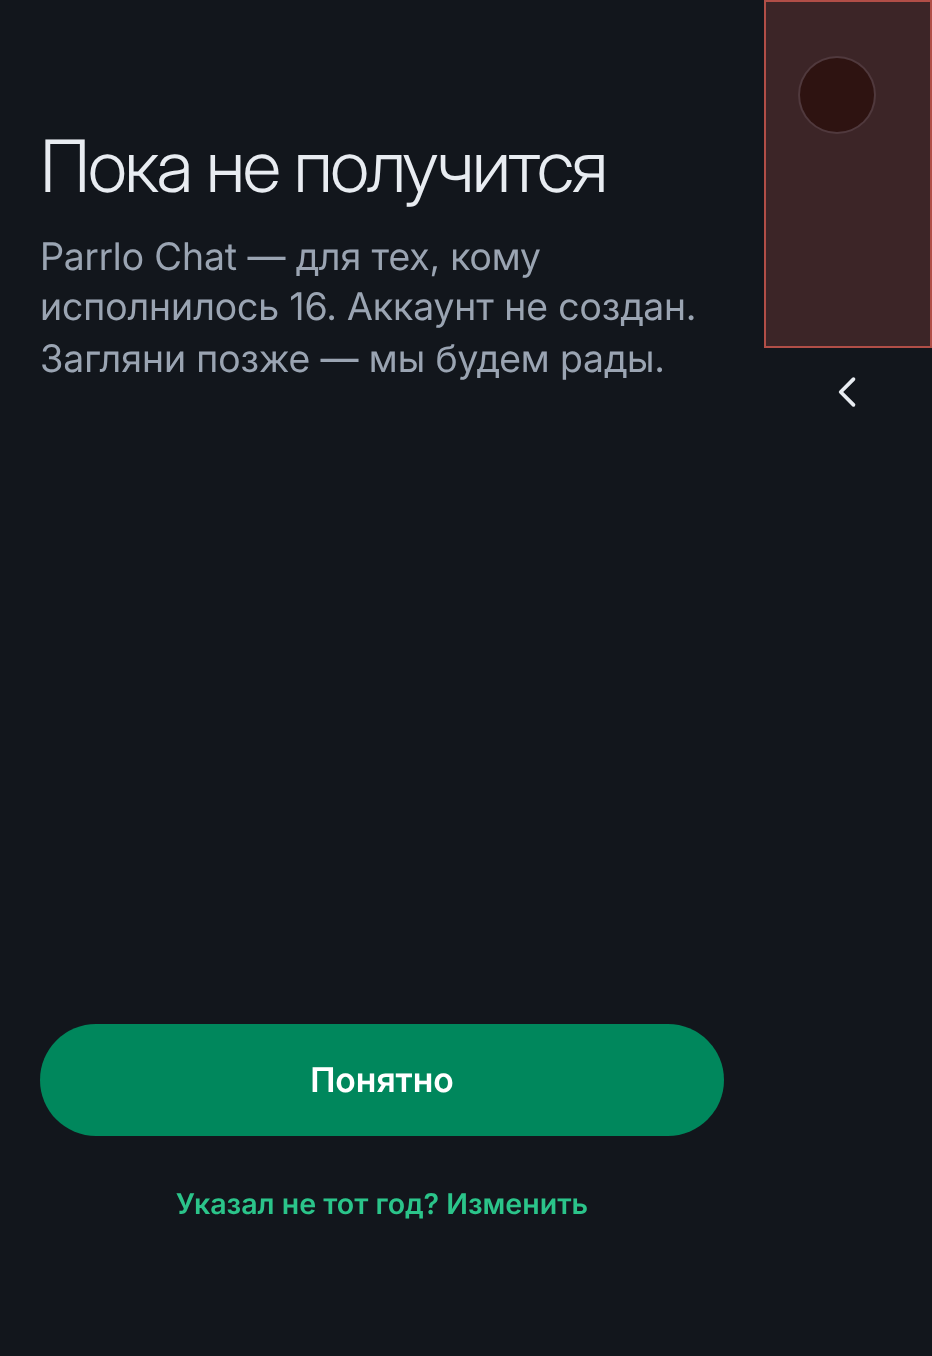 Пока не получится
Parrlo Chat — для тех, кому
исполнилось 16. Аккаунт не создан.
Загляни позже — мы будем рады.
Понятно
Указал не тот год? Изменить